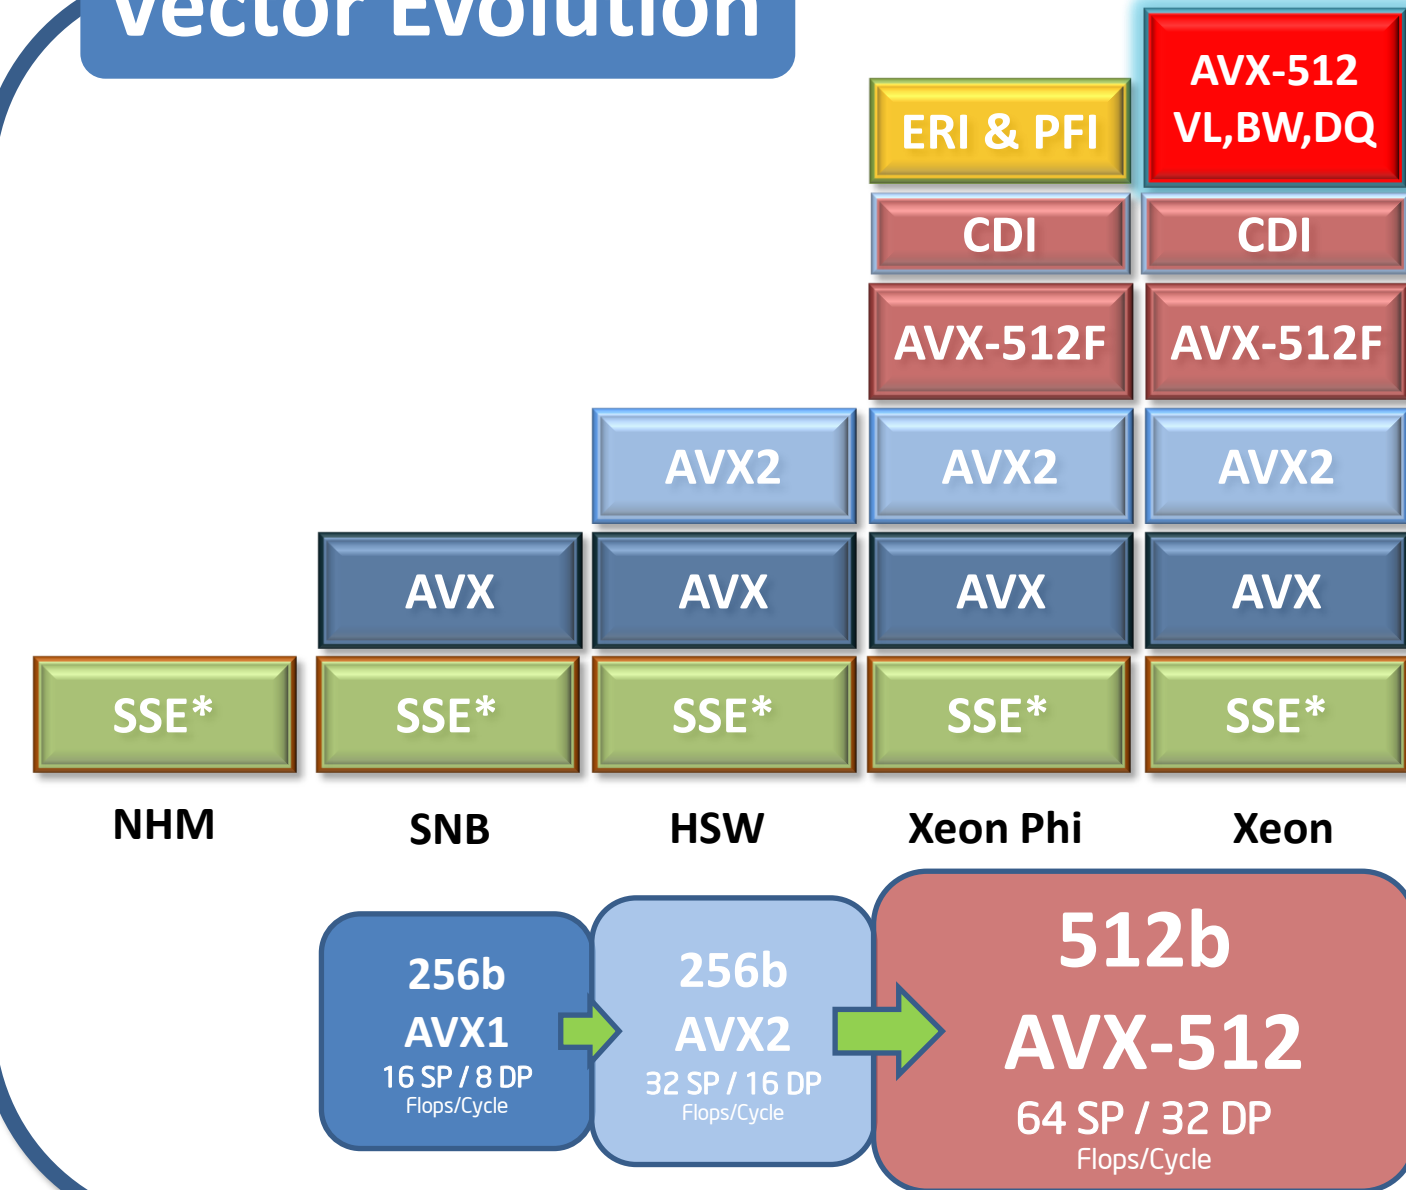 Vector Evolution
AVX-512
VL,BW,DQ
ERI & PFI
CDI
CDI
AVX-512F
AVX-512F
AVX2
AVX2
AVX2
AVX
AVX
AVX
AVX
SSE*
SSE*
SSE*
SSE*
SSE*
NHM
SNB
HSW
Xeon Phi
Xeon
256b
AVX1
16 SP / 8 DP
Flops/Cycle
256b
AVX2
32 SP / 16 DP
Flops/Cycle
512b
AVX-512
64 SP / 32 DP
Flops/Cycle